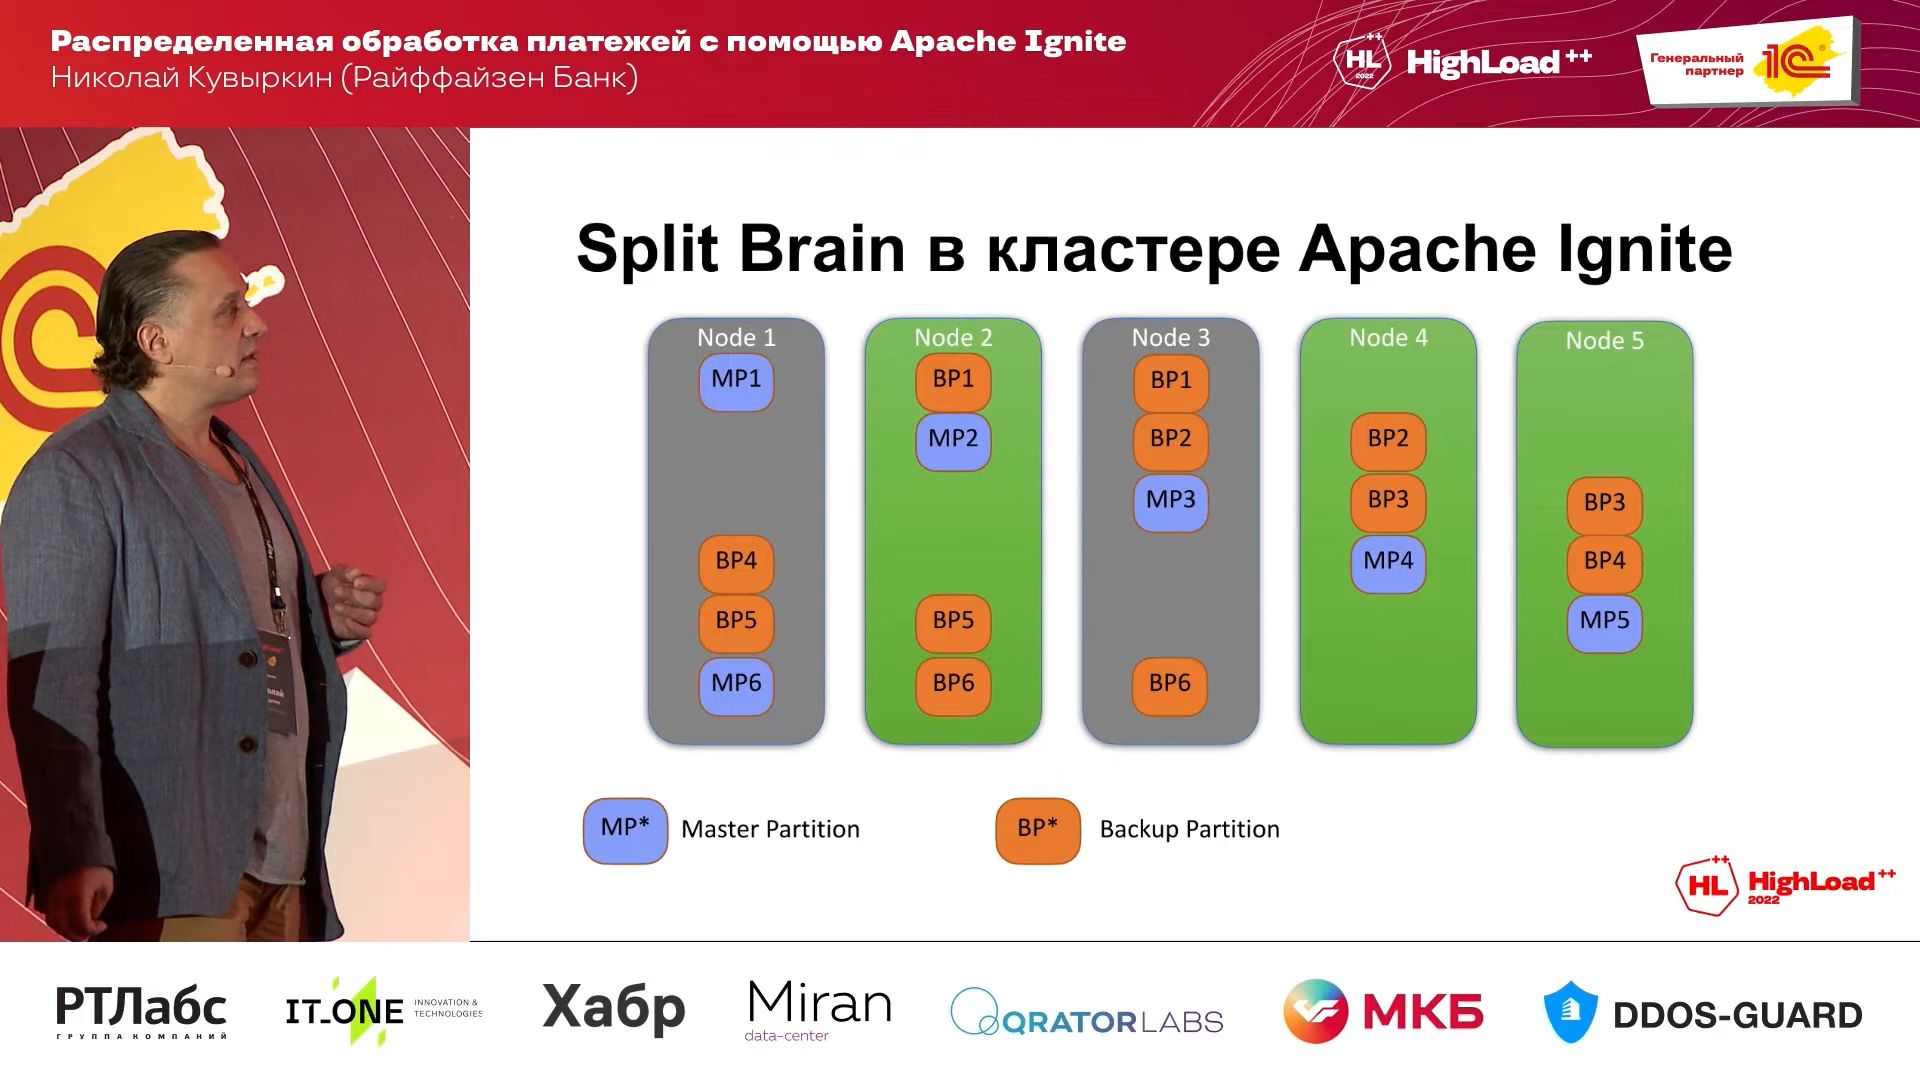 Распределенная обработка платежей с помощью Apache Ignite
Николай Кувыркин (Райффайзен Банк)
HL++
2022
HighLoad++
Генеральный
партнер
1С
Split Brain в кластере Apache Ignite
Node 1
MP1
BP4
BP5
MP6
Node 2
BP1
MP2
BP5
BP6
Node 3
BP1
BP2
MP3
BP6
Node 4
BP2
BP3
MP4
Node 5
BP3
BP4
MP5
MP* Master Partition
BP* Backup Partition
HL++
HighLoad++
2022
РТЛабс
ГРУППА КОМПАНИЙ
IT_ONE
INNOVATION &
TECHNOLOGIES
Хабр
Miran
data-center
QRATOR LABS
МКБ
DDOS-GUARD